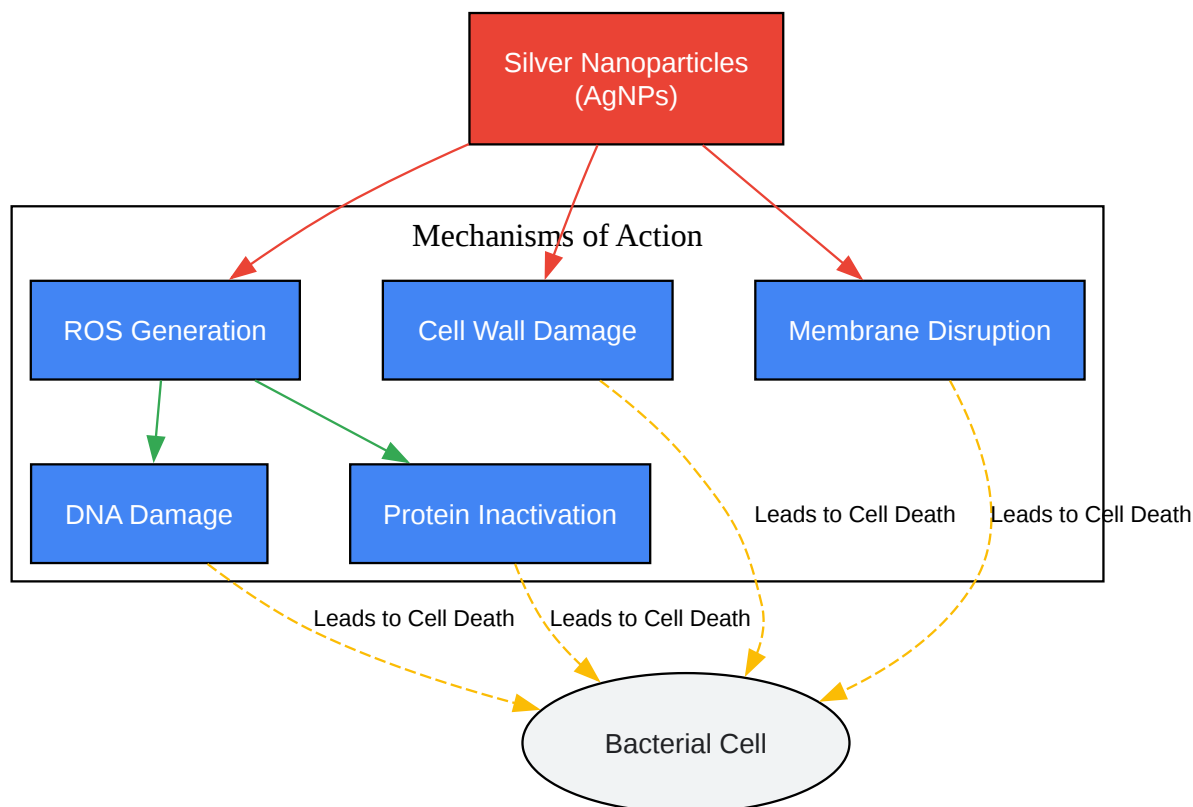 Silver Nanoparticles
(AgNPs)
Mechanisms of Action
ROS Generation
Cell Wall Damage
Membrane Disruption
DNA Damage
Protein Inactivation
Leads to Cell Death
Leads to Cell Death
Leads to Cell Death
Leads to Cell Death
Bacterial Cell